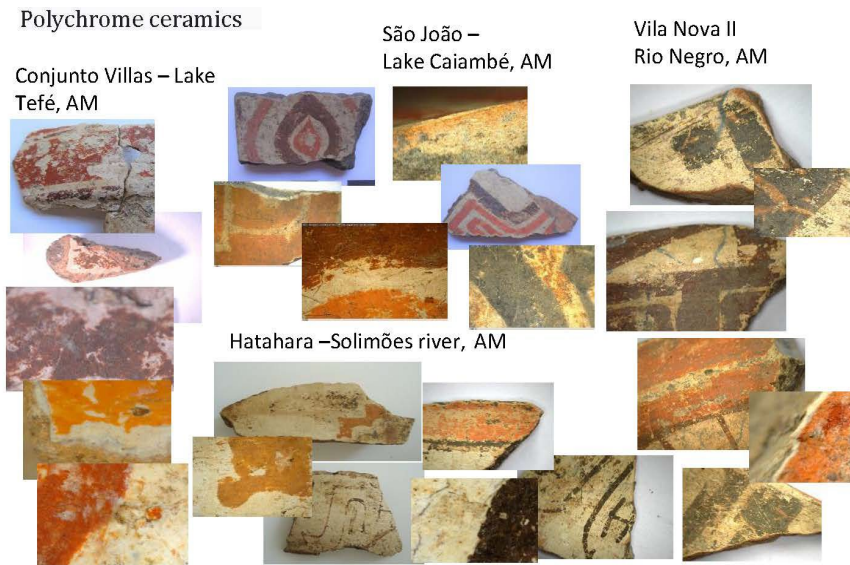 Polychrome ceramics
Conjunto Villas – Lake
Tefé, AM
São João –
Lake Caiambé, AM
Vila Nova II
Rio Negro, AM
Hatahara –Solimões river, AM